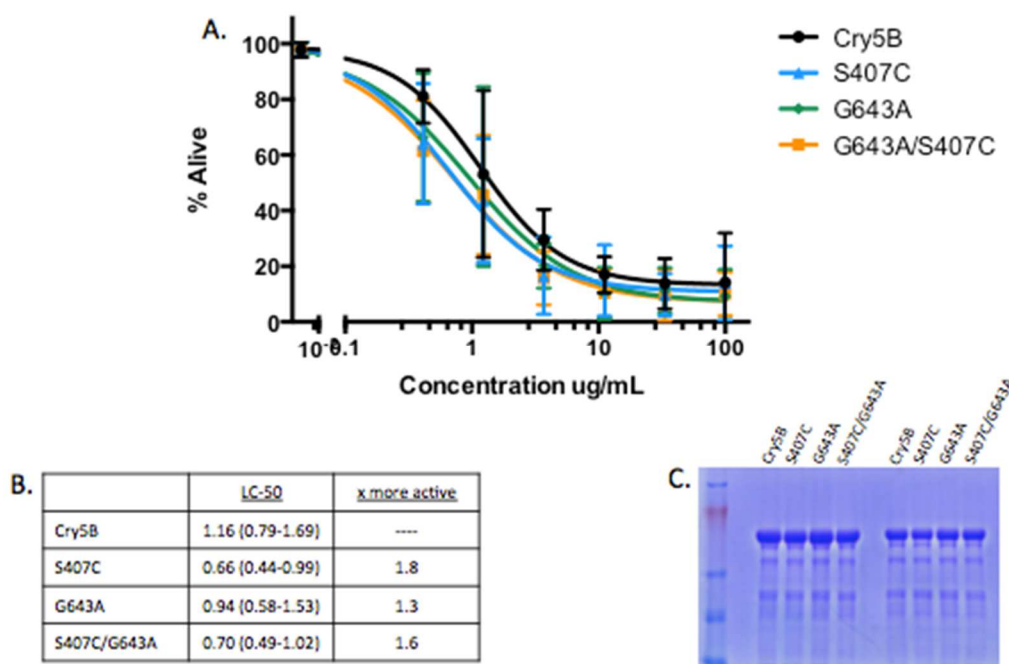 A.
% Alive
100
80
60
40
20
0
0.1
1
10
100
Concentration ug/mL
Cry5B
S407C
G643A
G643A/S407C
B.
LC-50 x more active
Cry5B 1.16 (0.79-1.69) ----
S407C 0.66 (0.44-0.99) 1.8
G643A 0.94 (0.58-1.53) 1.3
S407C/G643A 0.70 (0.49-1.02) 1.6
C.
Cry5B
S407C
G643A
S407C/G643A
Cry5B
S407C
G643A
S407C/G643A